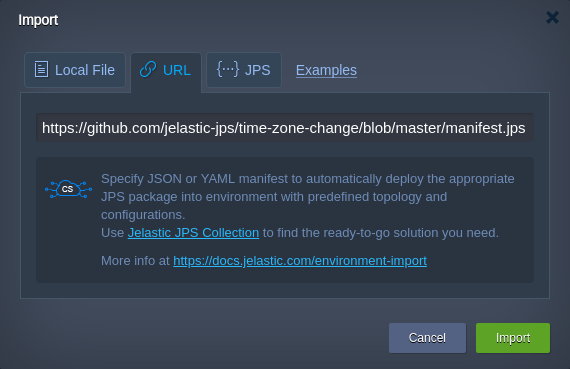 Import
Local File
URL
{···} JPS
Examples
https://github.com/jelastic-jps/time-zone-change/blob/master/manifest.jps
CS
Specify JSON or YAML manifest to automatically deploy the appropriate
JPS package into environment with predefined topology and
configurations.
Use Jelastic JPS Collection to find the ready-to-go solution you need.
More info at https://docs.jelastic.com/environment-import
Cancel
Import